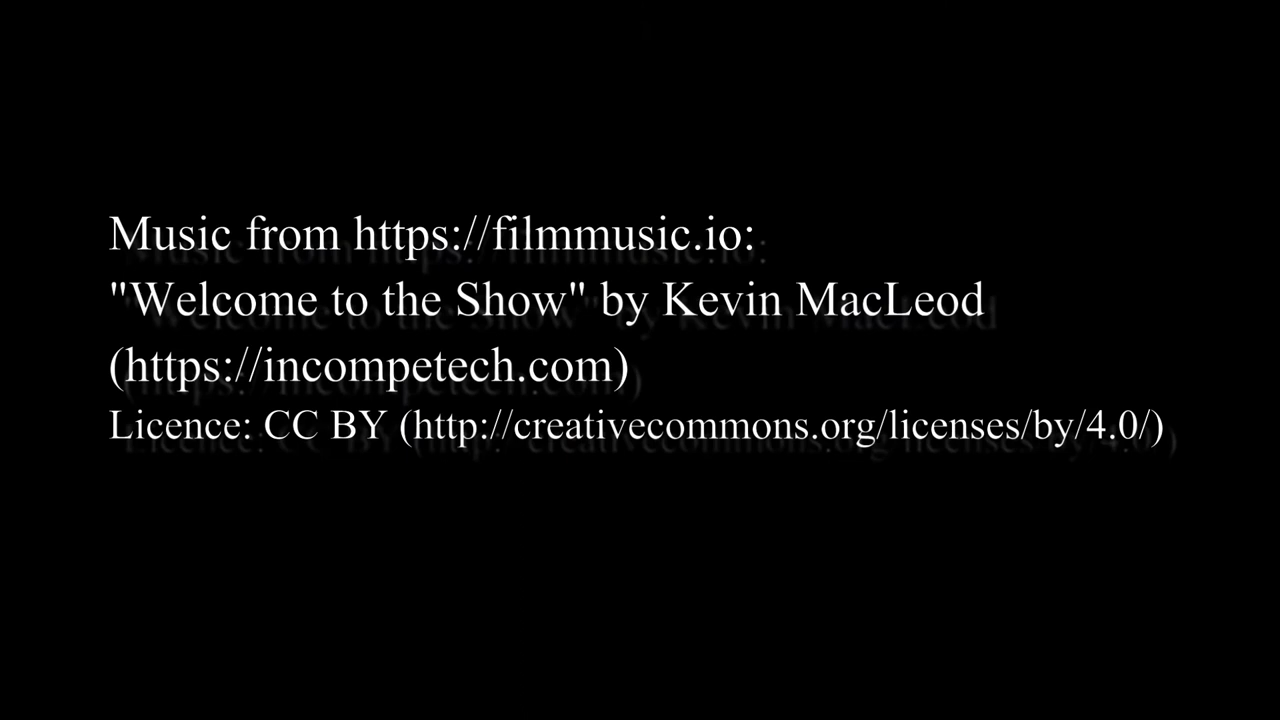 Music from https://filmmusic.io:
"Welcome to the Show" by Kevin MacLeod
(https://incompetech.com)
Licence: CC BY (http://creativecommons.org/licenses/by/4.0/)